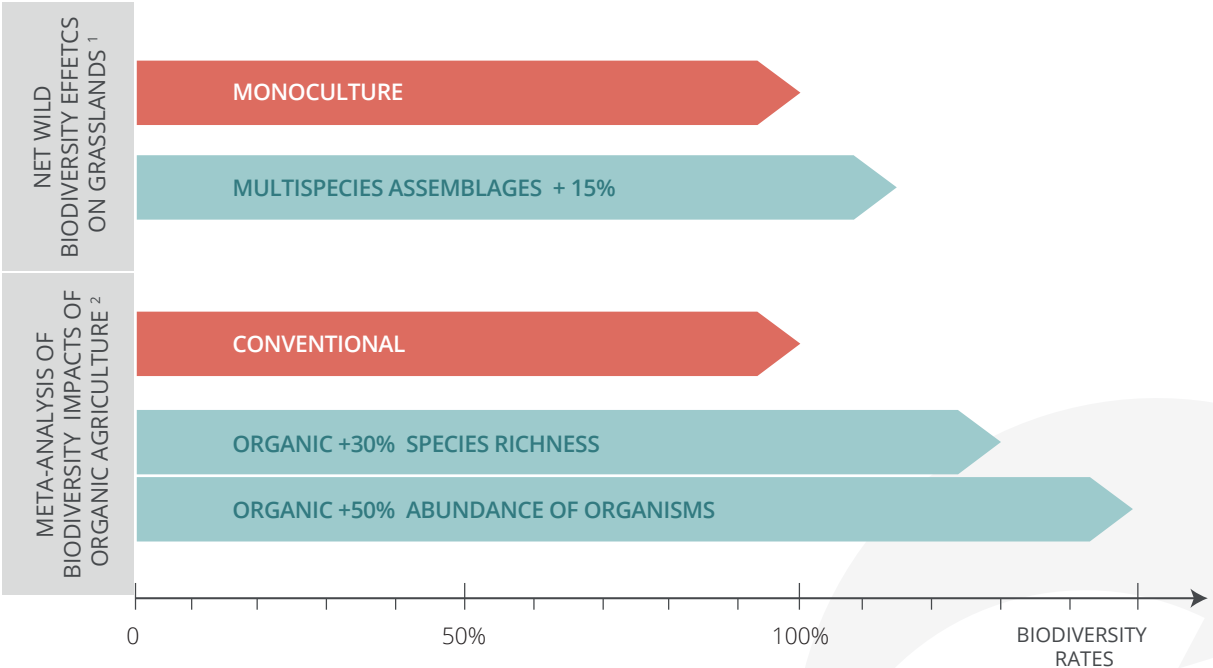 NET WILD
BIODIVERSITY EFFETCS
ON GRASSLANDS 1
MONOCULTURE
MULTISPECIES ASSEMBLAGES + 15%
META-ANALYSIS OF
BIODIVERSITY IMPACTS OF
ORGANIC AGRICULTURE 2
CONVENTIONAL
ORGANIC +30% SPECIES RICHNESS
ORGANIC +50% ABUNDANCE OF ORGANISMS
0
50%
100%
BIODIVERSITY
RATES